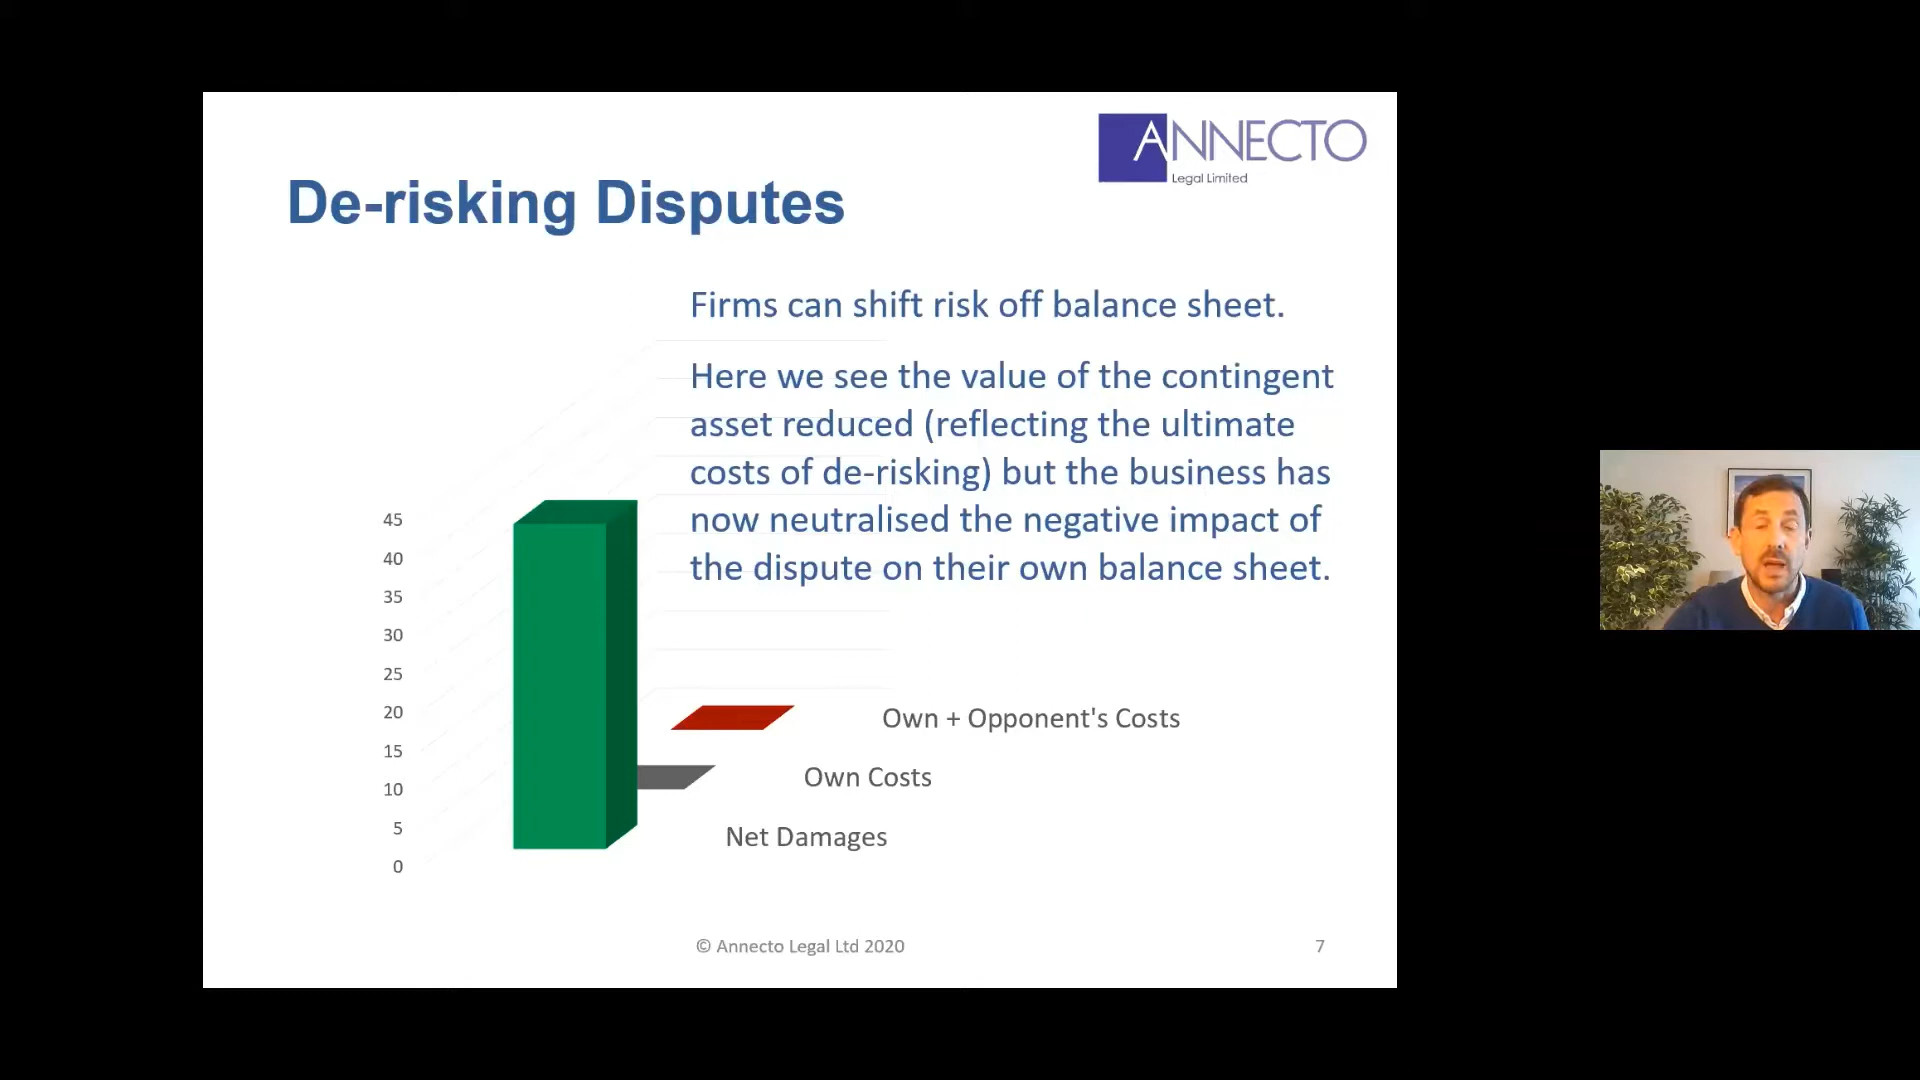 ANNECTO
Legal Limited
De-risking Disputes
Firms can shift risk off balance sheet.
Here we see the value of the contingent
asset reduced (reflecting the ultimate
costs of de-risking) but the business has
now neutralised the negative impact of
the dispute on their own balance sheet.
45
40
35
30
25
20
15
10
5
0
Own + Opponent's Costs
Own Costs
Net Damages
© Annecto Legal Ltd 2020
7